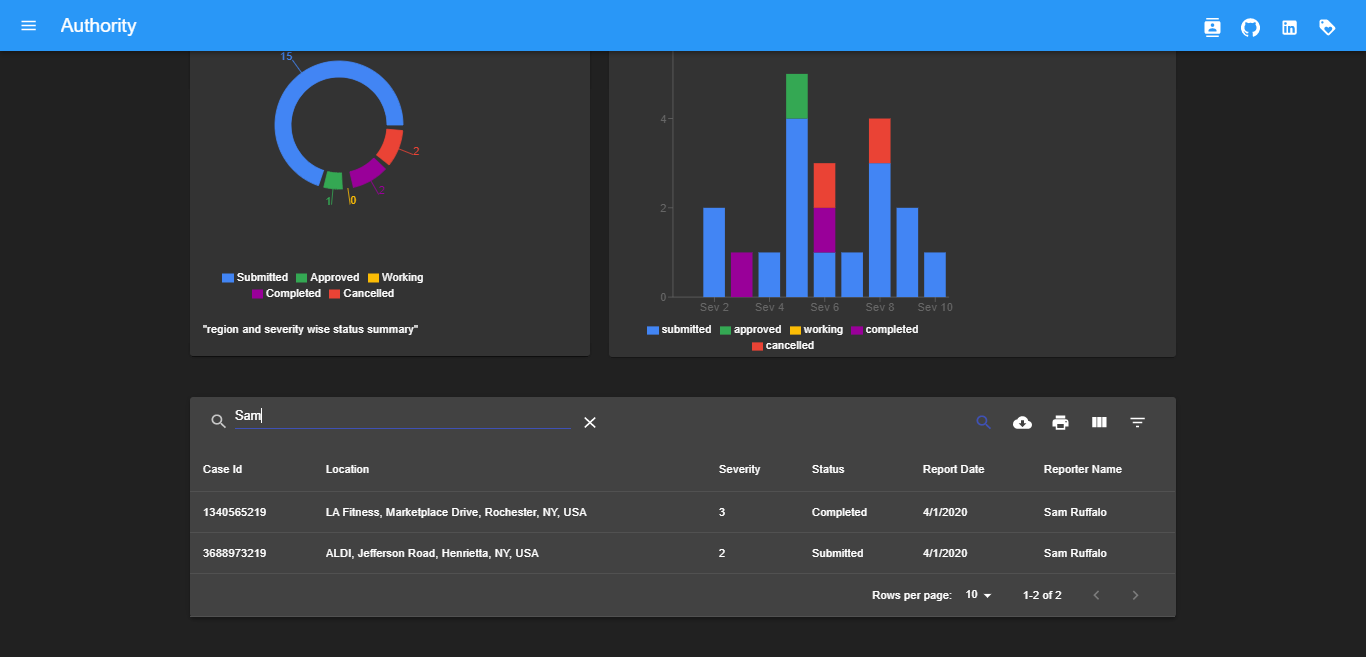 Authority
15
2
2
0
1
Submitted Approved Working
Completed Cancelled
"region and severity wise status summary"
4
2
0
Sev 2 Sev 4 Sev 6 Sev 8 Sev 10
submitted approved working completed
cancelled
Sam
Case Id Location Severity Status Report Date Reporter Name
1340565219 LA Fitness, Marketplace Drive, Rochester, NY, USA 3 Completed 4/1/2020 Sam Ruffalo
3688973219 ALDI, Jefferson Road, Henrietta, NY, USA 2 Submitted 4/1/2020 Sam Ruffalo
Rows per page: 10 1-2 of 2